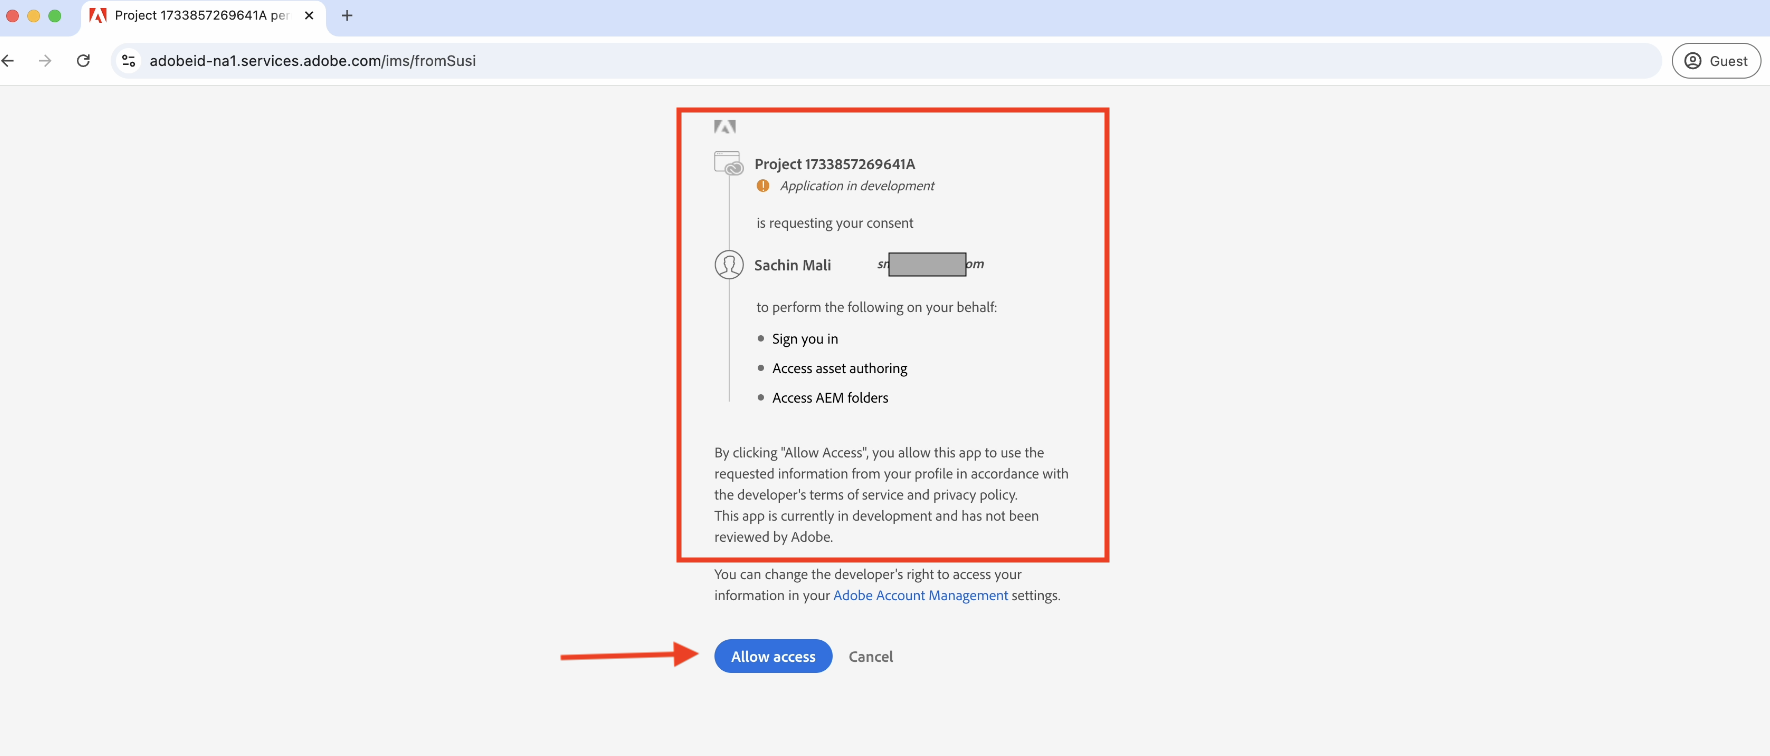 Project 1733857269641A per
adobeid-na1.services.adobe.com/ims/fromSusi
Guest
Project 1733857269641A
Application in development
is requesting your consent
Sachin Mali sn om
to perform the following on your behalf:
Sign you in
Access asset authoring
Access AEM folders
By clicking "Allow Access", you allow this app to use the
requested information from your profile in accordance with
the developer's terms of service and privacy policy.
This app is currently in development and has not been
reviewed by Adobe.
You can change the developer's right to access your
information in your Adobe Account Management settings.
Allow access Cancel